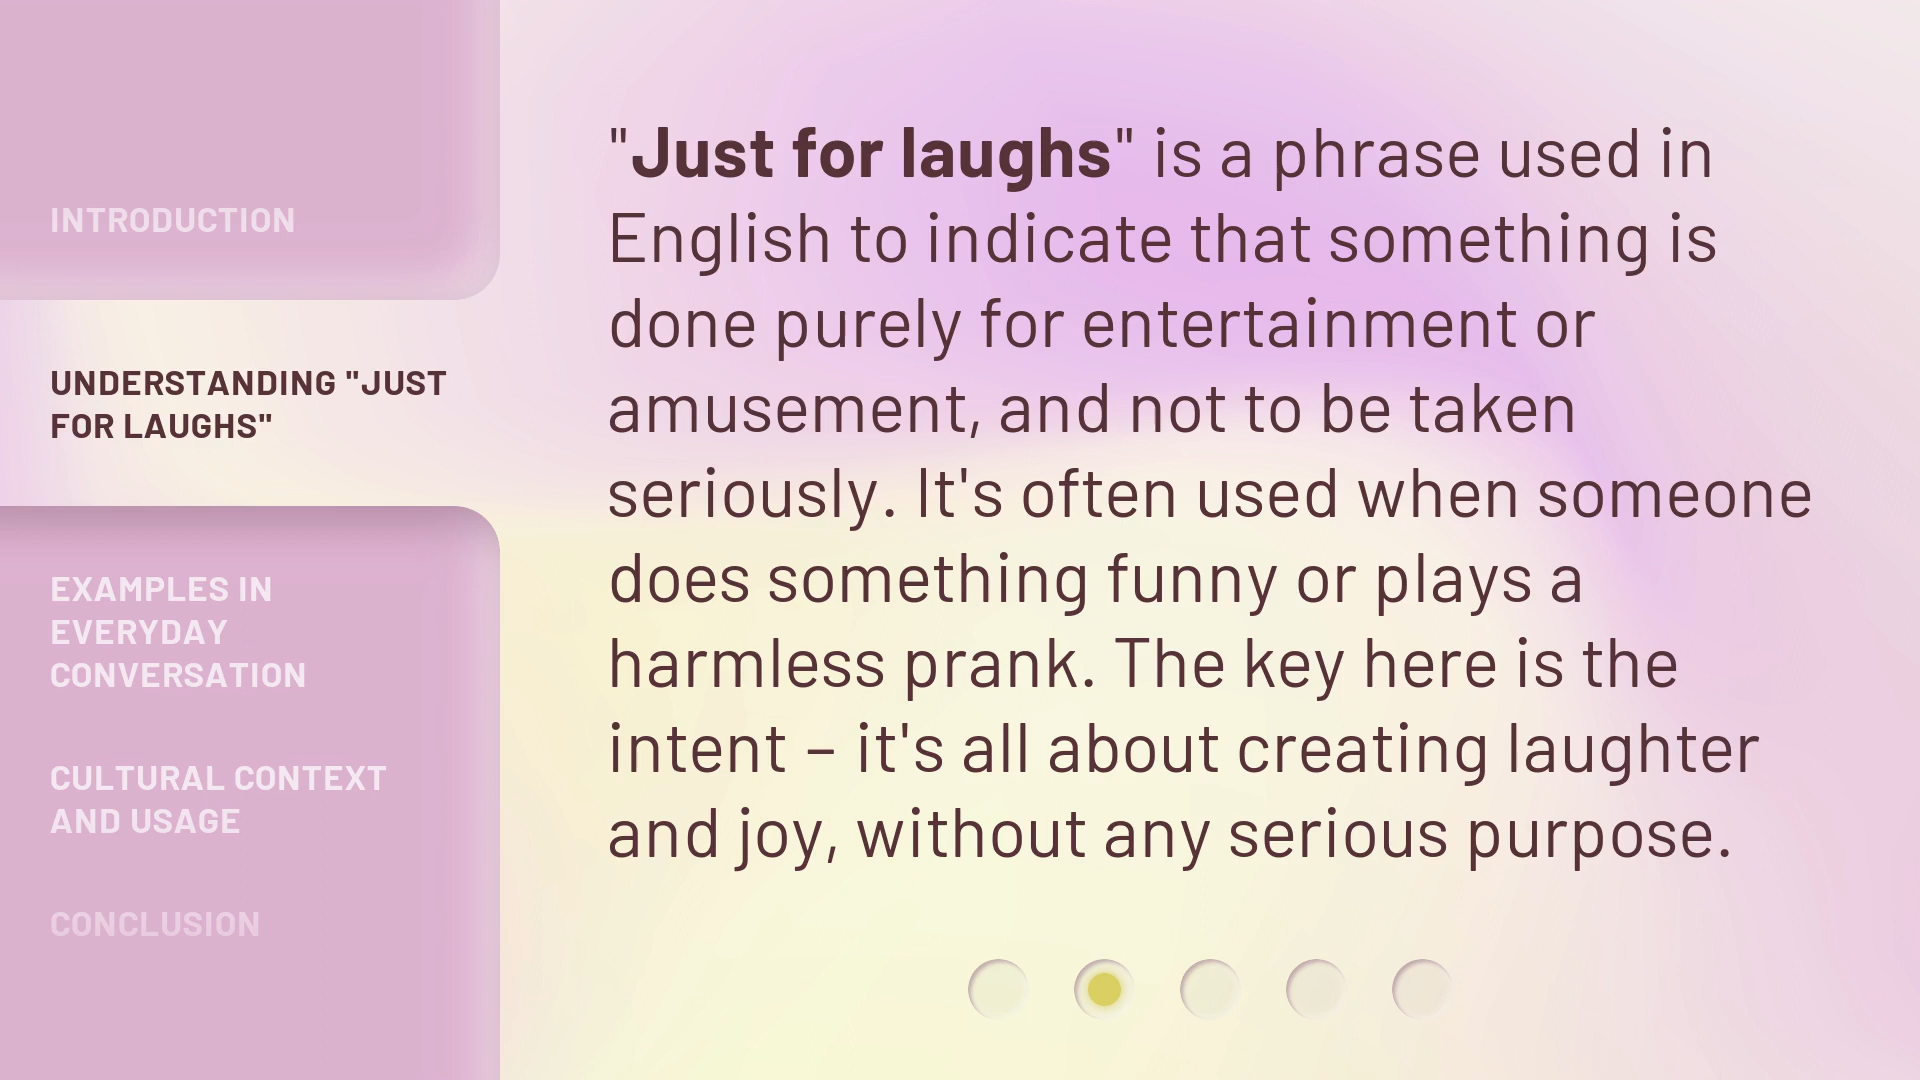 INTRODUCTION
UNDERSTANDING "JUST
FOR LAUGHS"
EXAMPLES IN
EVERYDAY
CONVERSATION
CULTURAL CONTEXT
AND USAGE
CONCLUSION
"Just for laughs" is a phrase used in
English to indicate that something is
done purely for entertainment or
amusement, and not to be taken
seriously. It's often used when someone
does something funny or plays a
harmless prank. The key here is the
intent – it's all about creating laughter
and joy, without any serious purpose.